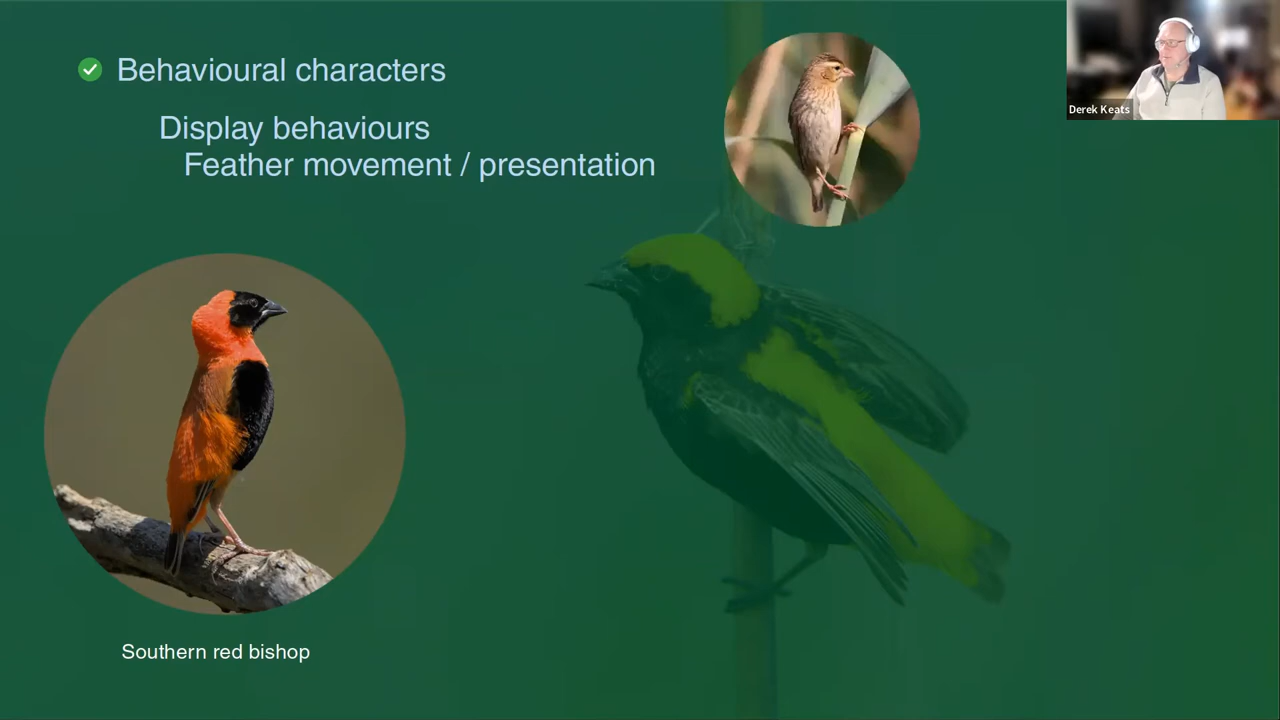 Behavioural characters
Display behaviours
Feather movement / presentation
Derek Keats
Southern red bishop